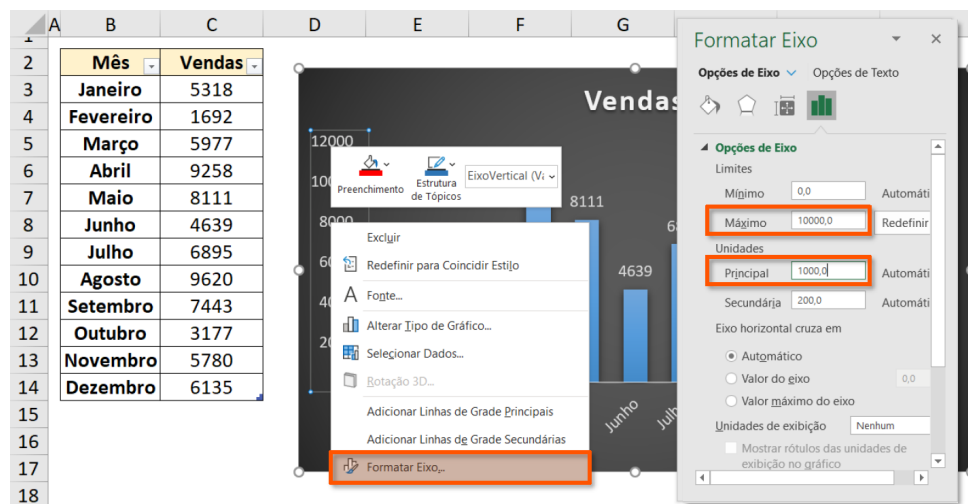 A B C D E F G
1
2 Mês Vendas
3 Janeiro 5318
4 Fevereiro 1692
5 Março 5977
6 Abril 9258
7 Maio 8111
8 Junho 4639
9 Julho 6895
10 Agosto 9620
11 Setembro 7443
12 Outubro 3177
13 Novembro 5780
14 Dezembro 6135
15
16
17
18
Vendas
12000
8000
8111
4639
Junho
Preenchimento
Estrutura
de Tópicos
EixoVertical (Va
Excluir
Redefinir para Coincidir Estilo
Fonte...
Alterar Tipo de Gráfico...
Selecionar Dados...
Rotação 3D...
Adicionar Linhas de Grade Principais
Adicionar Linhas de Grade Secundárias
Formatar Eixo...
Formatar Eixo
Opções de Eixo Opções de Texto
Opções de Eixo
Limites
Mínimo 0,0 Automáti
Máximo 10000,0 Redefinir
Unidades
Principal 1000,0 Automáti
Secundária 200,0 Automáti
Eixo horizontal cruza em
Automático
Valor do eixo 0,0
Valor máximo do eixo
Unidades de exibição Nenhum
Mostrar rótulos das unidades de
exibição no gráfico